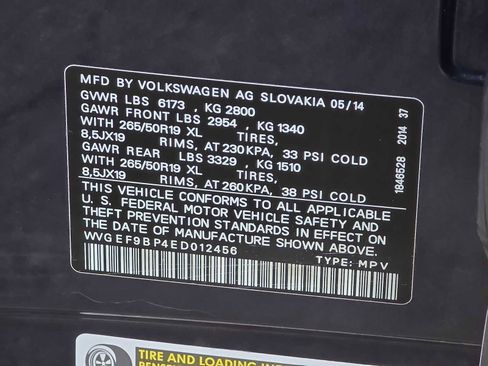 MFD BY VOLKSWAGEN AG SLOVAKIA 05/14
GVWR LBS 6173 , KG 2800
GAWR FRONT LBS 2954 , KG 1340
WITH 265/50R19 XL TIRES,
8,5JX19 RIMS, AT 230KPA, 33 PSI COLD
GAWR REAR LBS 3329 , KG 1510
WITH 265/50R19 XL TIRES,
8,5JX19 RIMS, AT 260KPA, 38 PSI COLD
THIS VEHICLE CONFORMS TO ALL APPLICABLE
U. S. FEDERAL MOTOR VEHICLE SAFETY AND
THEFT PREVENTION STANDARDS IN EFFECT ON
THE DATE OF MANUFACTURE SHOWN ABOVE.
WVGEF9BP4ED012456
TYPE: MPV
1846528 2014 37
TIRE AND LOADING